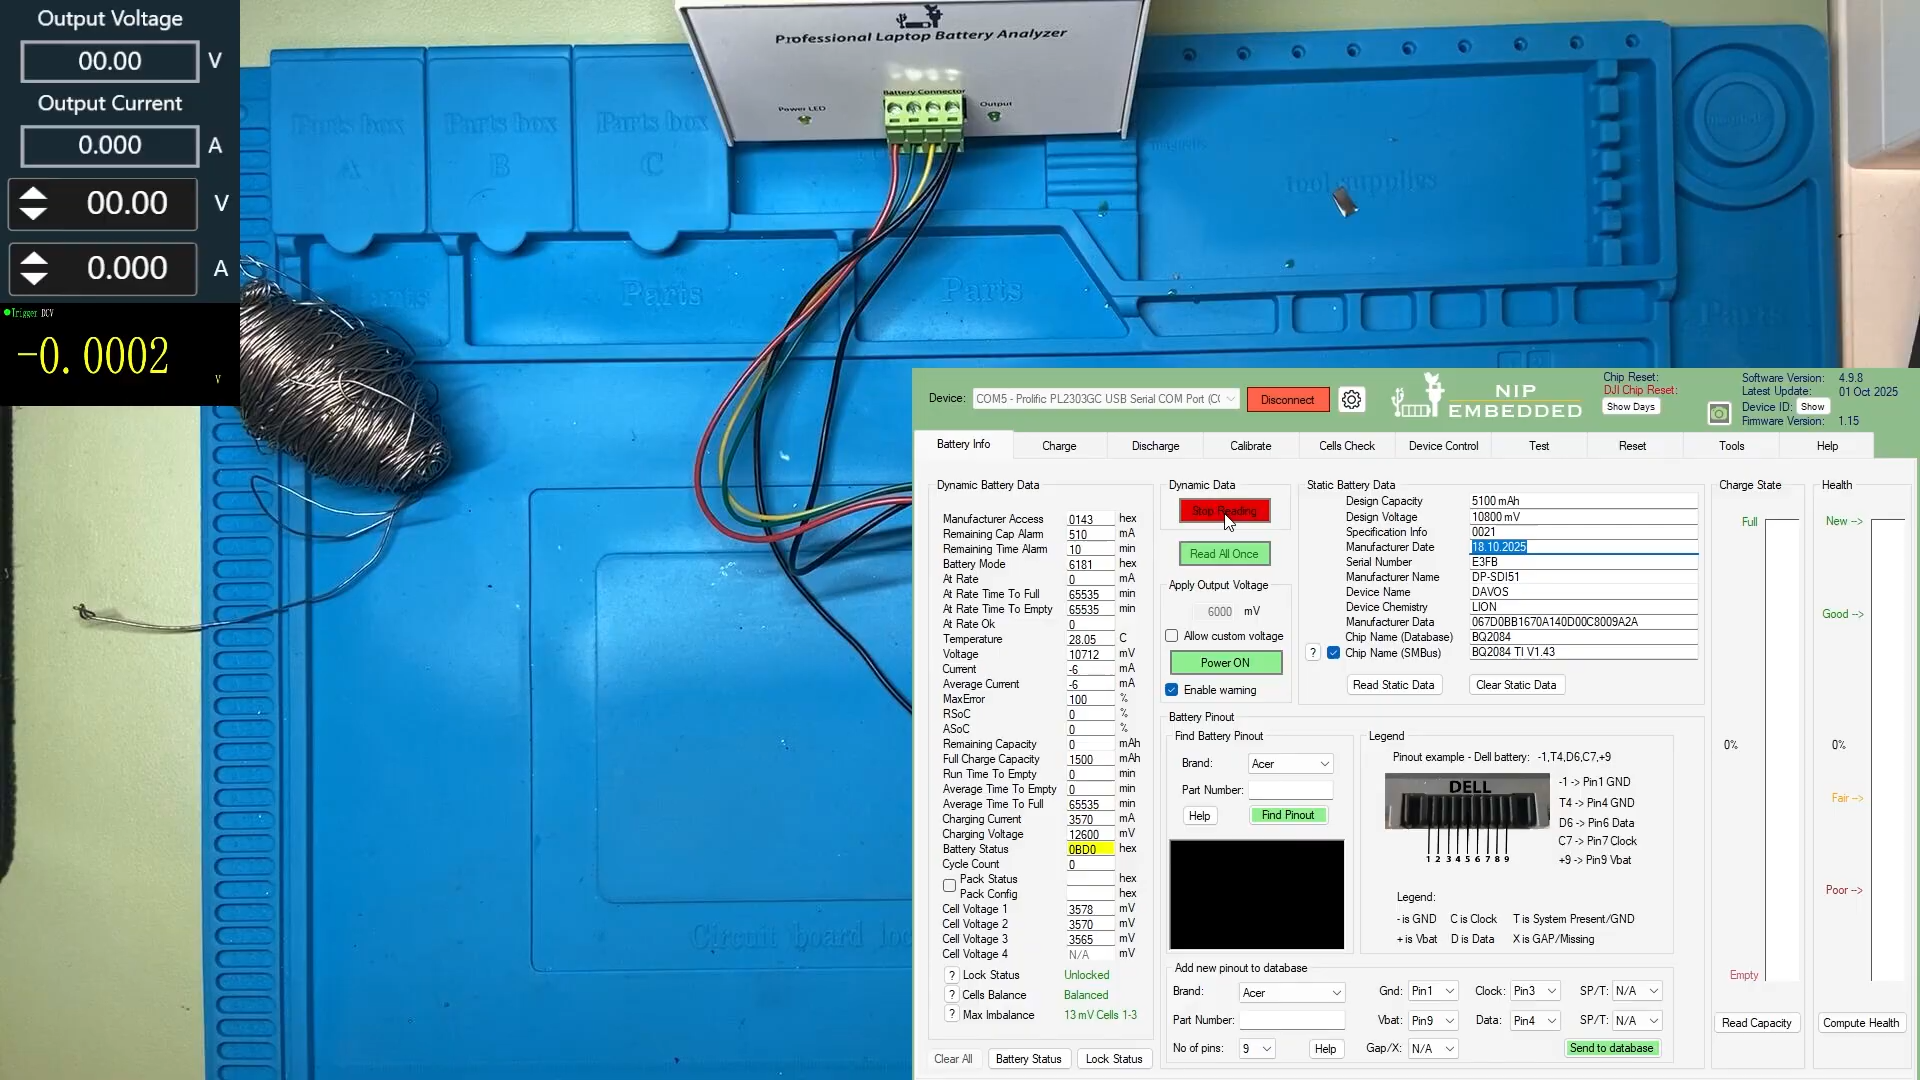 Output Voltage
00.00 V
Output Current
0.000 A
00.00 V
0.000 A
Trigger DCV
-0.0002
V
Professional Laptop Battery Analyzer
Battery Connector
Power LED
Output
Parts box
A
Parts box
B
Parts box
C
tool supplies
magnetic
Parts
Parts
Parts
Device: COM5 - Prolific PL2303GC USB Serial COM Port (C
Disconnect
NIP
EMBEDDED
Chip Reset:
DJI Chip Reset:
Show Days
Software Version: 4.9.8
Latest Update: 01 Oct 2025
Device ID: Show
Firmware Version: 1.15
Battery Info
Charge
Discharge
Calibrate
Cells Check
Device Control
Test
Reset
Tools
Help
Dynamic Battery Data
Manufacturer Access 0143 hex
Remaining Cap Alarm 510 mA
Remaining Time Alarm 10 min
Battery Mode 6181 hex
At Rate 0 mA
At Rate Time To Full 65535 min
At Rate Time To Empty 65535 min
At Rate Ok 0
Temperature 28.05 C
Voltage 10712 mV
Current -6 mA
Average Current -6 mA
MaxError 100 %
RSoC 0 %
ASoC 0 %
Remaining Capacity 0 mAh
Full Charge Capacity 1500 mAh
Run Time To Empty 0 min
Average Time To Empty 0 min
Average Time To Full 65535 min
Charging Current 3570 mA
Charging Voltage 12600 mV
Battery Status 0BD0 hex
Cycle Count 0
Pack Status hex
Pack Config hex
Cell Voltage 1 3578 mV
Cell Voltage 2 3570 mV
Cell Voltage 3 3565 mV
Cell Voltage 4 N/A mV
? Lock Status Unlocked
? Cells Balance Balanced
? Max Imbalance 13 mV Cells 1-3
Clear All
Battery Status
Lock Status
Dynamic Data
Stop Reading
Read All Once
Apply Output Voltage
6000 mV
Allow custom voltage
Power ON
Enable warning
Static Battery Data
Design Capacity 5100 mAh
Design Voltage 10800 mV
Specification Info 0021
Manufacturer Date 18.10.2025
Serial Number E3FB
Manufacturer Name DP-SDI51
Device Name DAVOS
Device Chemistry LION
Manufacturer Data 067D0BB1670A140D00C8009A2A
Chip Name (Database) BQ2084
? Chip Name (SMBus) BQ2084 TI V1.43
Read Static Data
Clear Static Data
Battery Pinout
Find Battery Pinout
Brand: Acer
Part Number:
Help
Find Pinout
Legend
Pinout example - Dell battery: -1,T4,D6,C7,+9
DELL
1 2 3 4 5 6 7 8 9
-1 -> Pin1 GND
T4 -> Pin4 GND
D6 -> Pin6 Data
C7 -> Pin7 Clock
+9 -> Pin9 Vbat
Legend:
- is GND C is Clock T is System Present/GND
+ is Vbat D is Data X is GAP/Missing
Add new pinout to database
Brand: Acer
Part Number:
No of pins: 9
Help
Gnd: Pin1 Clock: Pin3 SP/T: N/A
Vbat: Pin9 Data: Pin4 SP/T: N/A
Gap/X: N/A
Send to database
Charge State
Full
0%
Empty
Read Capacity
Health
New -->
Good -->
0%
Fair -->
Poor -->
Compute Health